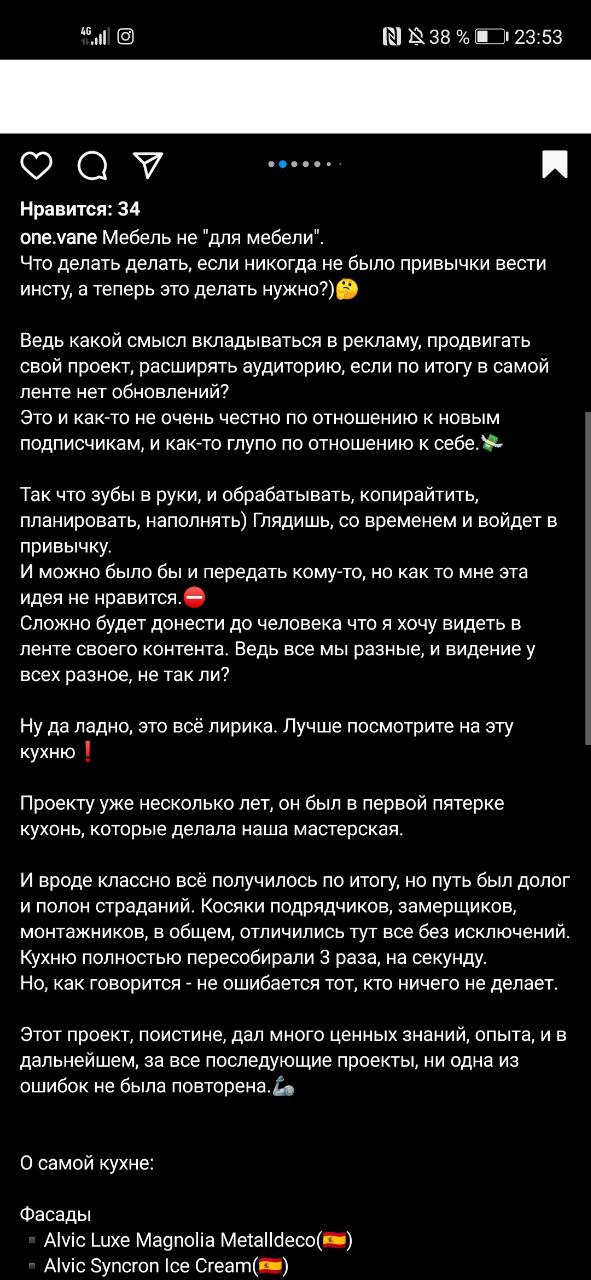 4G 38 % 23:53
Нравится: 34
one.vane Мебель не "для мебели".
Что делать делать, если никогда не было привычки вести
инсту, а теперь это делать нужно?)🤔
Ведь какой смысл вкладываться в рекламу, продвигать
свой проект, расширять аудиторию, если по итогу в самой
ленте нет обновлений?
Это и как-то не очень честно по отношению к новым
подписчикам, и как-то глупо по отношению к себе.💸
Так что зубы в руки, и обрабатывать, копирайтить,
планировать, наполнять) Глядишь, со временем и войдет в
привычку.
И можно было бы и передать кому-то, но как то мне эта
идея не нравится.⛔
Сложно будет донести до человека что я хочу видеть в
ленте своего контента. Ведь все мы разные, и видение у
всех разное, не так ли?
Ну да ладно, это всё лирика. Лучше посмотрите на эту
кухню❗
Проекту уже несколько лет, он был в первой пятерке
кухонь, которые делала наша мастерская.
И вроде классно всё получилось по итогу, но путь был долог
и полон страданий. Косяки подрядчиков, замерщиков,
монтажников, в общем, отличились тут все без исключений.
Кухню полностью пересобирали 3 раза, на секунду.
Но, как говорится - не ошибается тот, кто ничего не делает.
Этот проект, поистине, дал много ценных знаний, опыта, и в
дальнейшем, за все последующие проекты, ни одна из
ошибок не была повторена.🦾
О самой кухне:
Фасады
▪️Alvic Luxe Magnolia Metalldeco(🇪🇸)
▪️Alvic Syncron Ice Cream(🇪🇸)